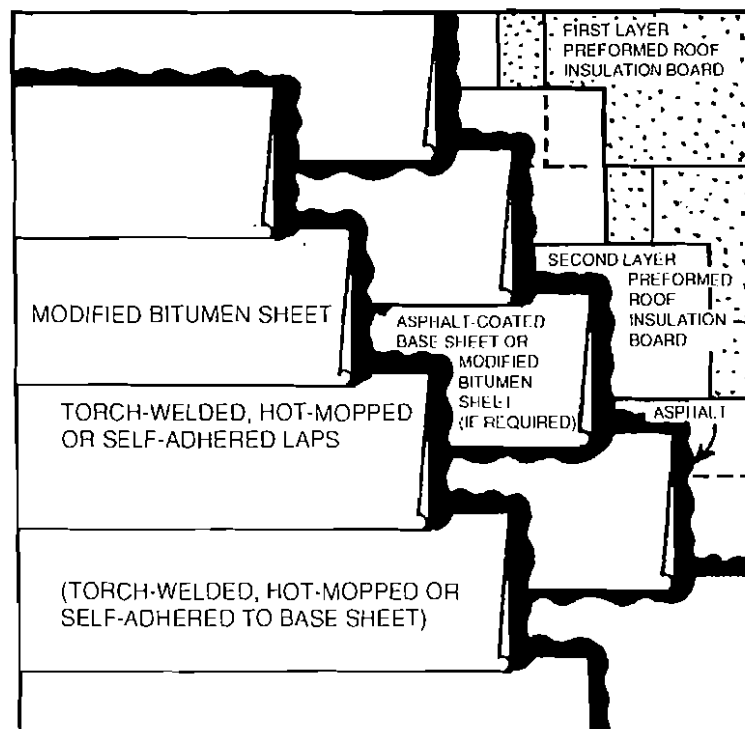 FIRST LAYER
PREFORMED ROOF
INSULATION BOARD
SECOND LAYER
PREFORMED
ROOF
INSULATION
BOARD
MODIFIED BITUMEN SHEET
ASPHALT-COATED
BASE SHEET OR
MODIFIED
BITUMEN
SHEET
(IF REQUIRED)
TORCH-WELDED, HOT-MOPPED
OR SELF-ADHERED LAPS
ASPHALT
(TORCH-WELDED, HOT-MOPPED OR
SELF-ADHERED TO BASE SHEET)